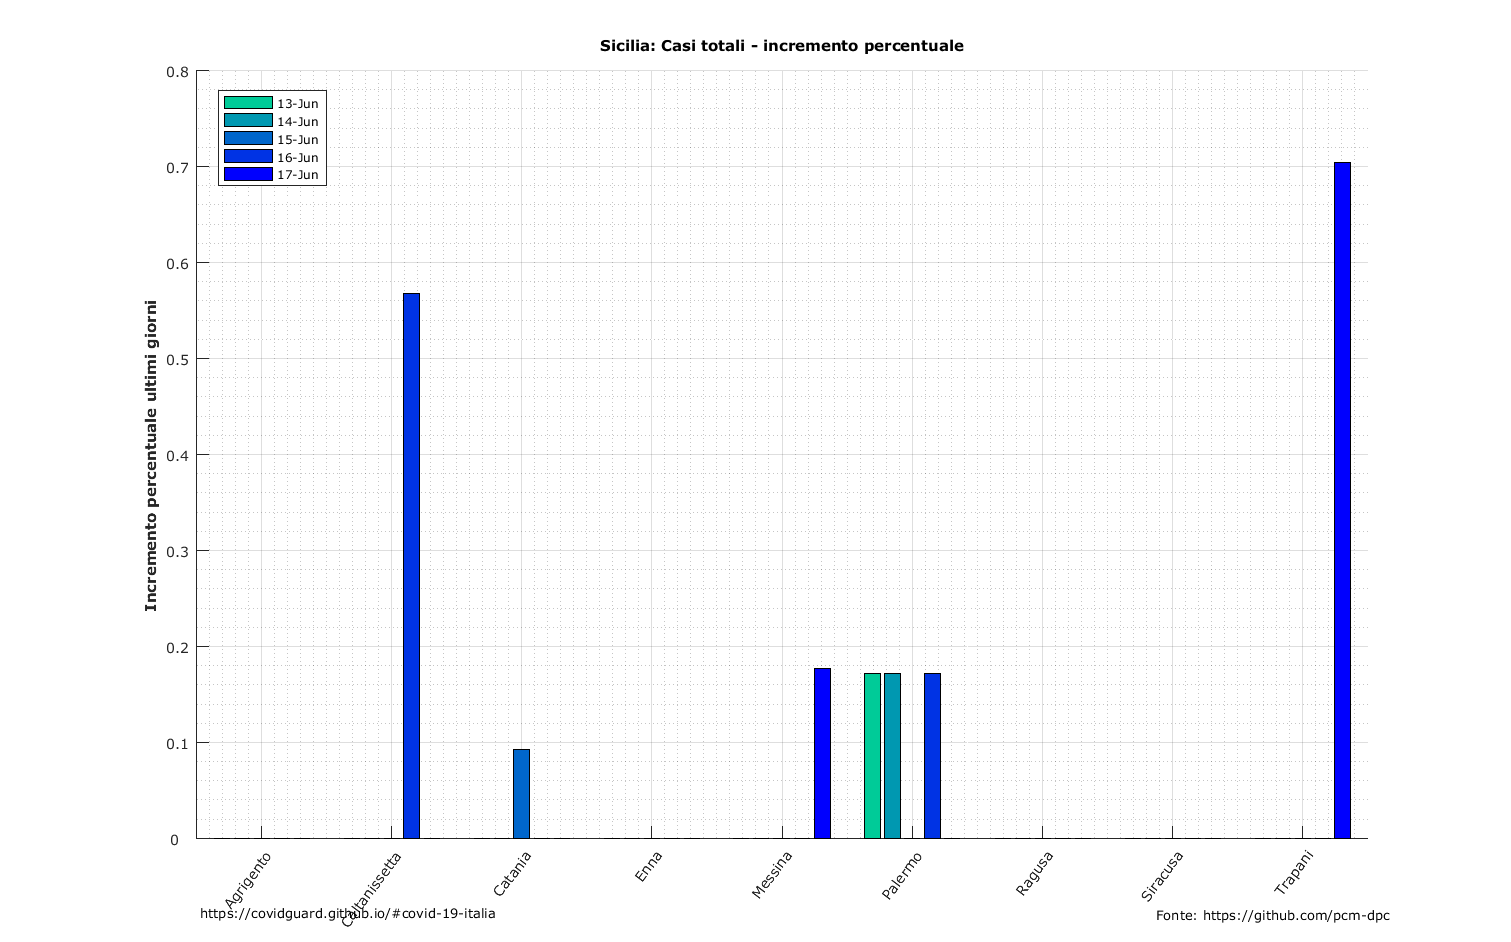 Sicilia: Casi totali - incremento percentuale
Incremento percentuale ultimi giorni
0.8
0.7
0.6
0.5
0.4
0.3
0.2
0.1
0
13-Jun
14-Jun
15-Jun
16-Jun
17-Jun
Agrigento
Caltanissetta
Catania
Enna
Messina
Palermo
Ragusa
Siracusa
Trapani
https://covidguard.github.io/#covid-19-italia
Fonte: https://github.com/pcm-dpc